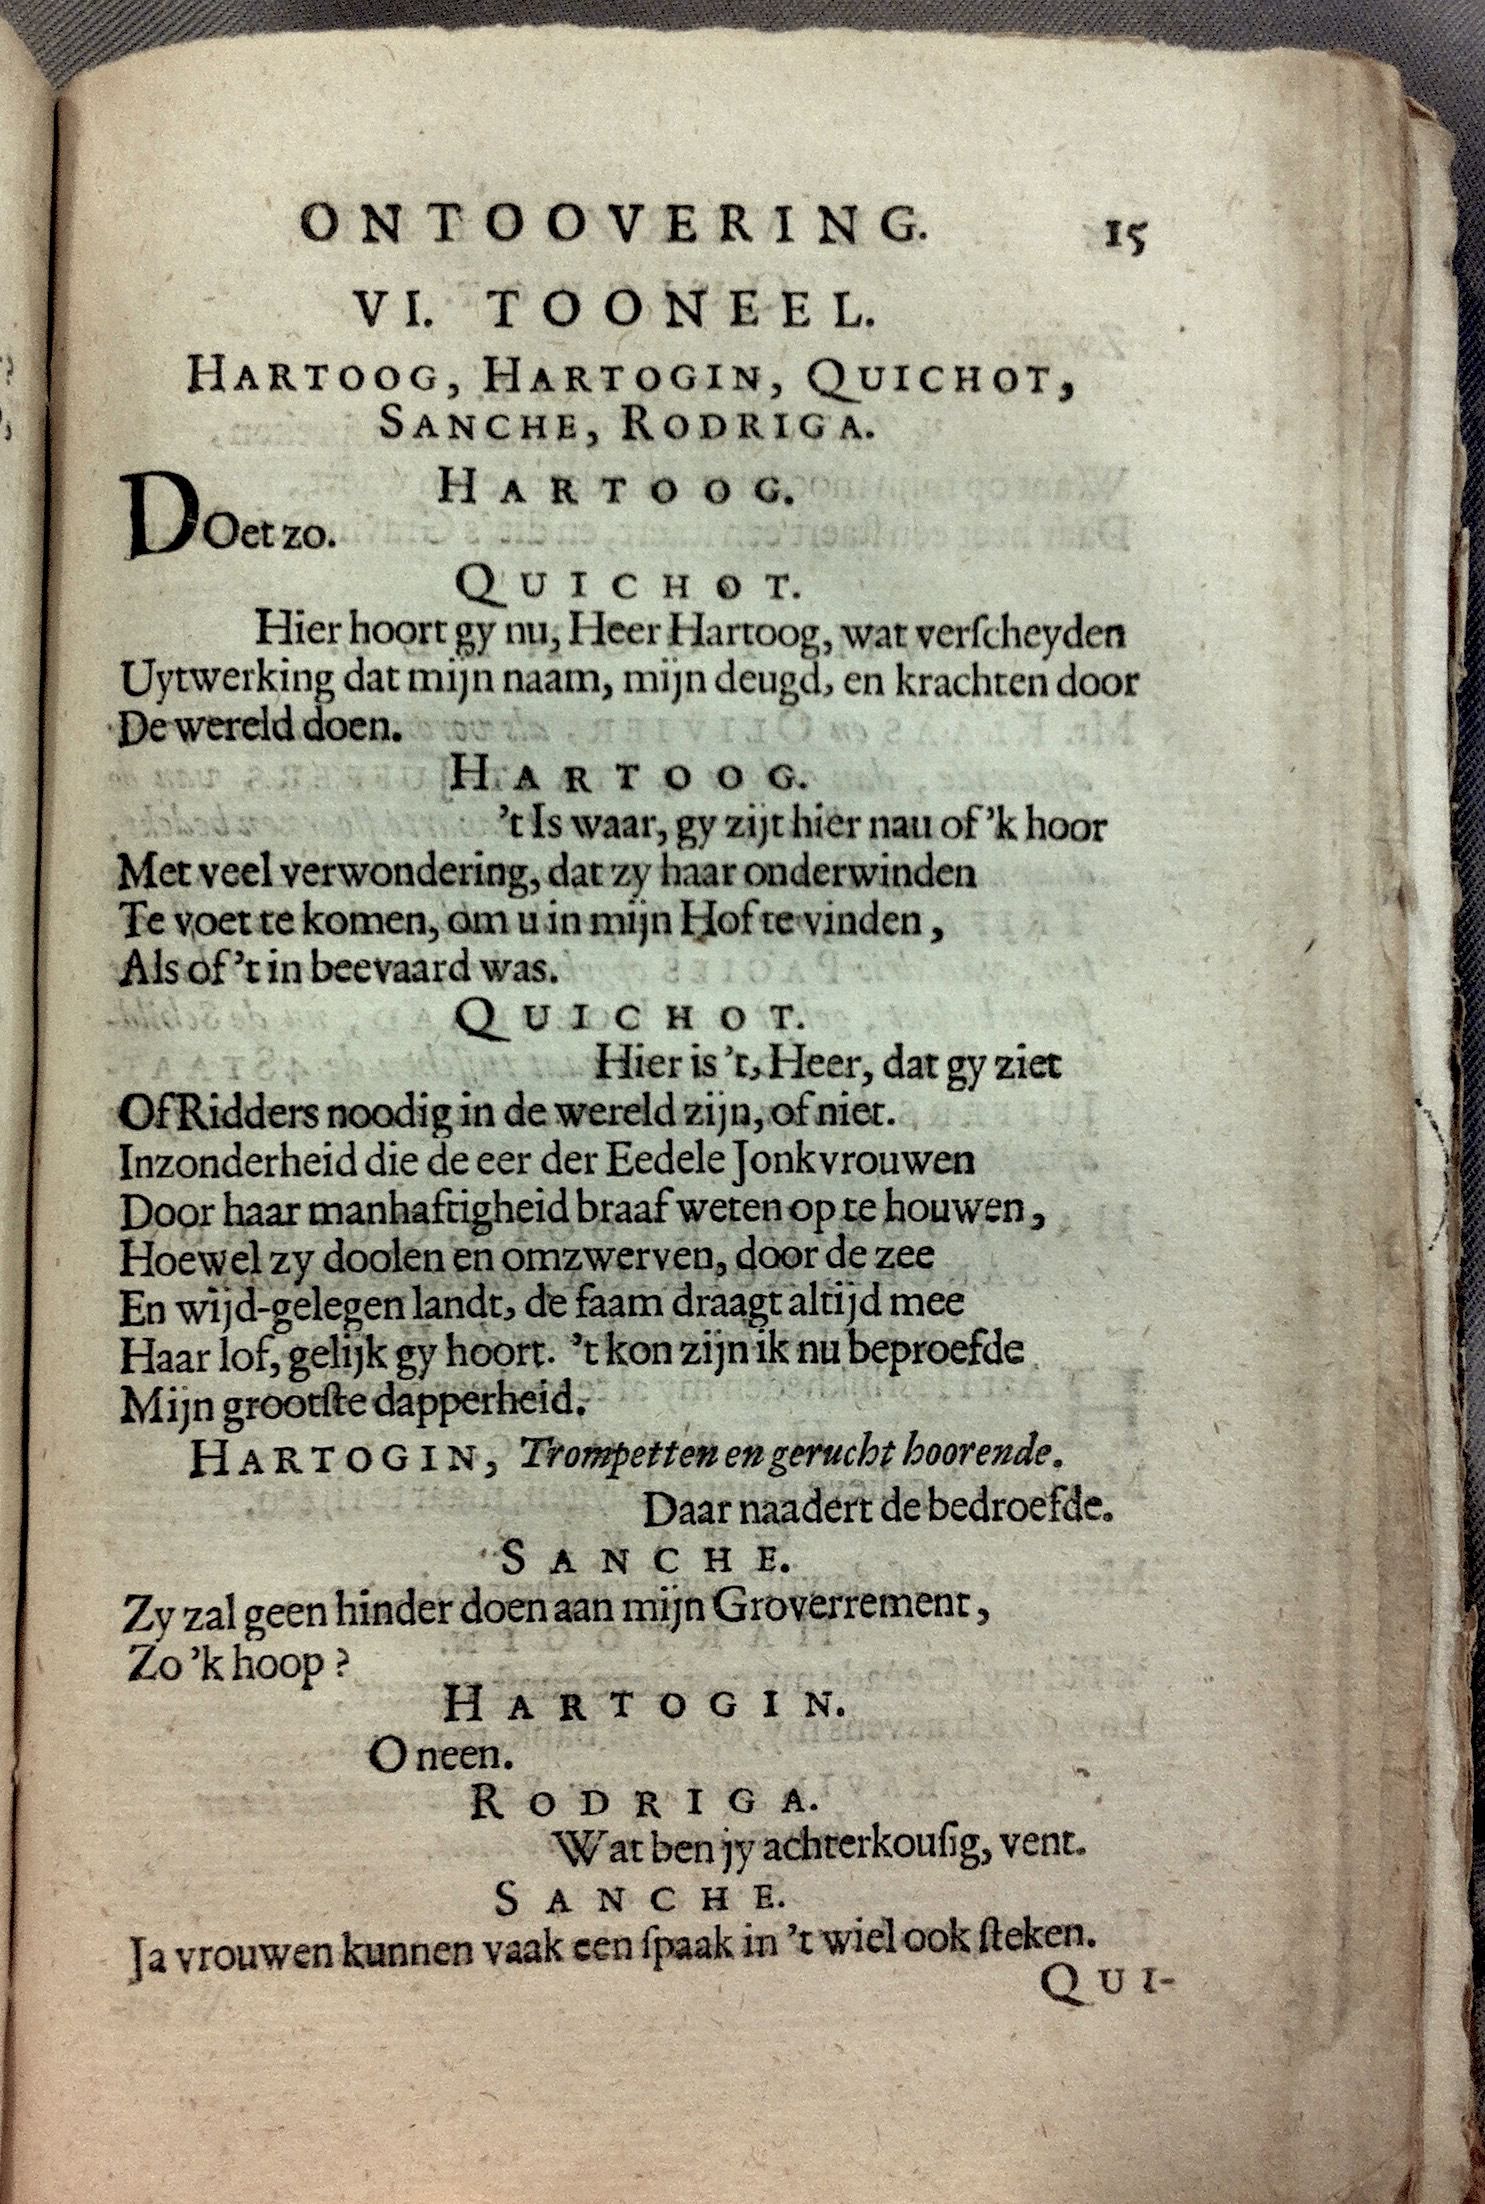 ONTOOVERING. 15
VI. TOONEEL.
HARTOOG, HARTOGIN, QUICHOT,
SANCHE, RODRIGA.
HARTOOG.
DOet zo.
QUICHOT.
Hier hoort gy nu, Heer Hartoog, wat verſcheyden
Uytwerking dat mijn naam, mijn deugd, en krachten door
De wereld doen.
HARTOOG.
't Is waar, gy zijt hier nau of 'k hoor
Met veel verwondering, dat zy haar onderwinden
Te voet te komen, om u in mijn Hof te vinden,
Als of 't in beevaard was.
QUICHOT.
Hier is 't, Heer, dat gy ziet
Of Ridders noodig in de wereld zijn, of niet.
Inzonderheid die de eer der Eedele Jonkvrouwen
Door haar manhaftigheid braaf weten op te houwen,
Hoewel zy doolen en omzwerven, door de zee
En wijd-gelegen landt, de faam draagt altijd mee
Haar lof, gelijk gy hoort. 't kon zijn ik nu beproefde
Mijn grootſte dapperheid.
HARTOGIN, Trompetten en gerucht hoorende.
Daar naadert de bedroefde.
SANCHE.
Zy zal geen hinder doen aan mijn Groverrement,
Zo 'k hoop?
HARTOGIN.
O neen.
RODRIGA.
Wat ben jy achterkouſig, vent.
SANCHE.
Ja vrouwen kunnen vaak een ſpaak in 't wiel ook ſteken.
QUI-